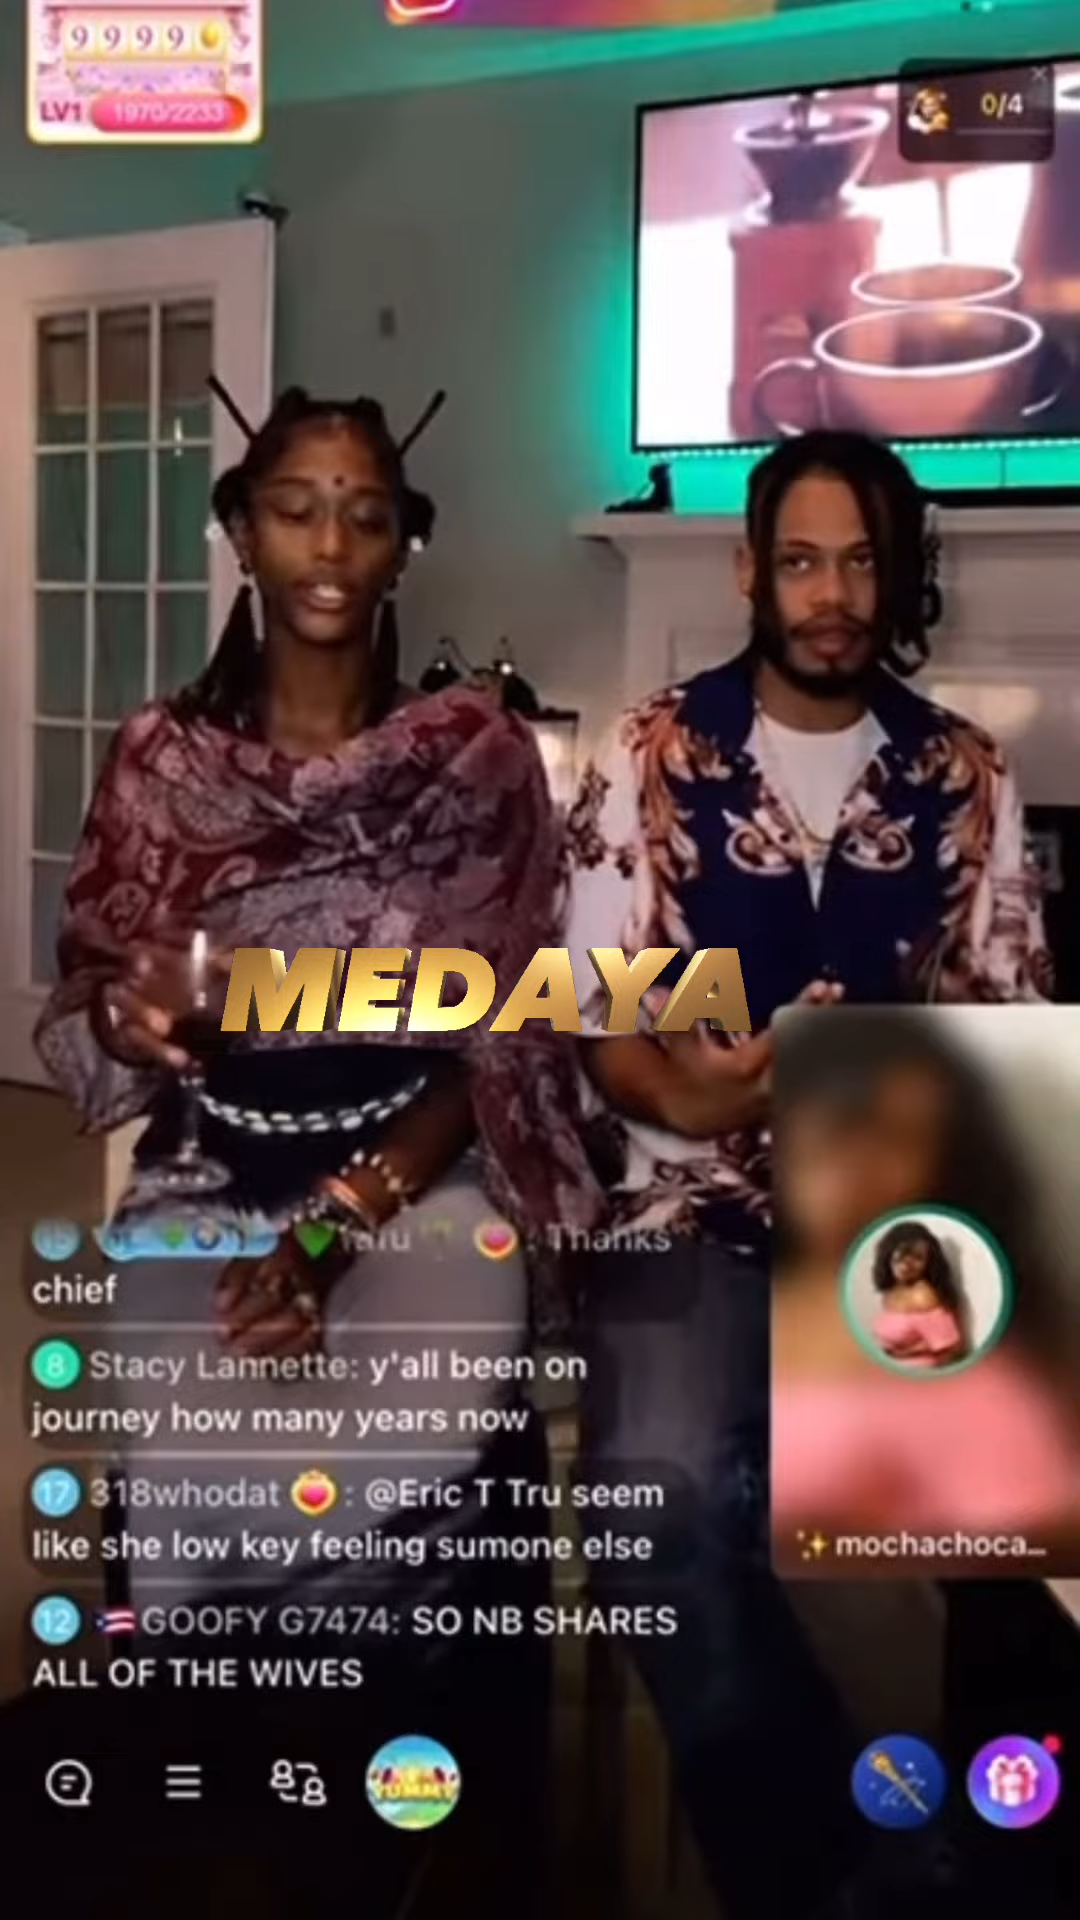 9999
LV1 1970/2233
0/4
MEDAYA
: Thanks
chief
8 Stacy Lannette: y'all been on
journey how many years now
17 318whodat : @Eric T Tru seem
like she low key feeling sumone else
12 GOOFY G7474: SO NB SHARES
ALL OF THE WIVES
mochachoca...